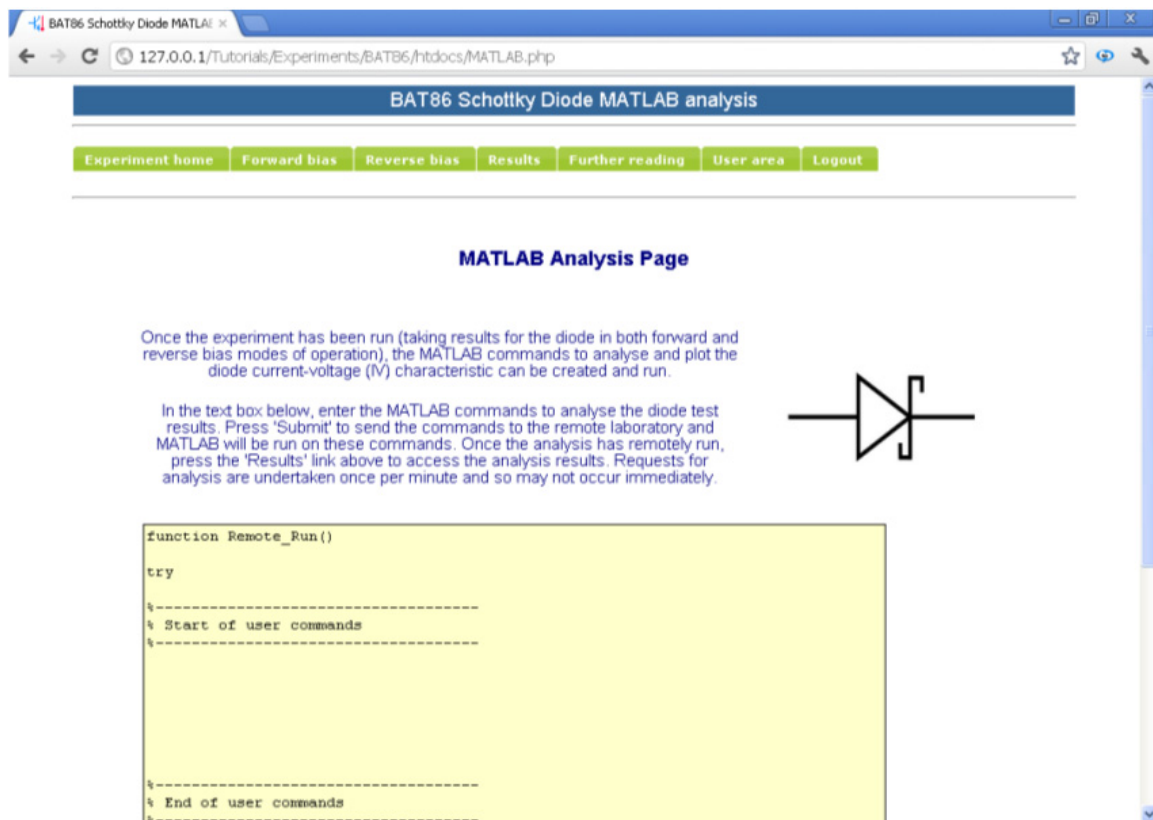 BAT86 Schottky Diode MATLAB
127.0.0.1/Tutorials/Experiments/BAT86/htdocs/MATLAB.php
BAT86 Schottky Diode MATLAB analysis
Experiment home Forward bias Reverse bias Results Further reading User area Logout
MATLAB Analysis Page
Once the experiment has been run (taking results for the diode in both forward and
reverse bias modes of operation), the MATLAB commands to analyse and plot the
diode current-voltage (IV) characteristic can be created and run.
In the text box below, enter the MATLAB commands to analyse the diode test
results. Press 'Submit' to send the commands to the remote laboratory and
MATLAB will be run on these commands. Once the analysis has remotely run,
press the 'Results' link above to access the analysis results. Requests for
analysis are undertaken once per minute and so may not occur immediately.
function Remote_Run()
try
%------------------------------------
% Start of user commands
%------------------------------------
%------------------------------------
% End of user commands
%------------------------------------